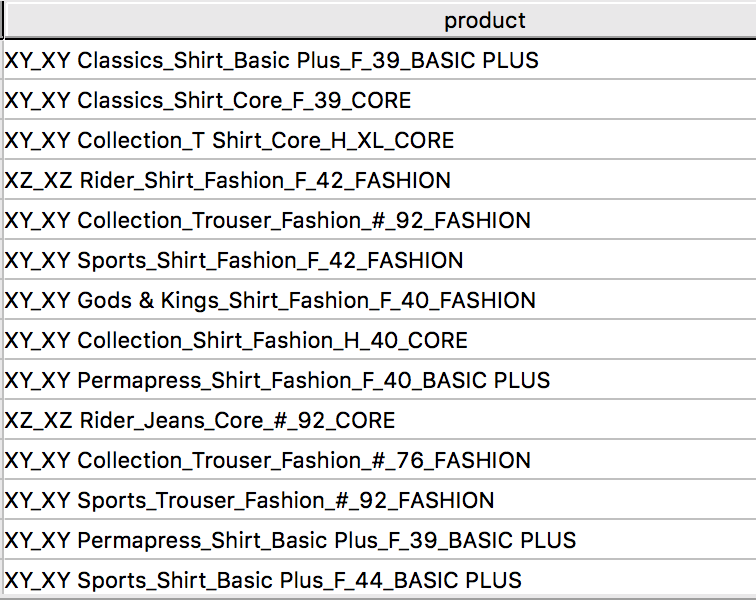 product
XY_XY Classics_Shirt_Basic Plus_F_39_BASIC PLUS
XY_XY Classics_Shirt_Core_F_39_CORE
XY_XY Collection_T Shirt_Core_H_XL_CORE
XZ_XZ Rider_Shirt_Fashion_F_42_FASHION
XY_XY Collection_Trouser_Fashion_#_92_FASHION
XY_XY Sports_Shirt_Fashion_F_42_FASHION
XY_XY Gods & Kings_Shirt_Fashion_F_40_FASHION
XY_XY Collection_Shirt_Fashion_H_40_CORE
XY_XY Permapress_Shirt_Fashion_F_40_BASIC PLUS
XZ_XZ Rider_Jeans_Core_#_92_CORE
XY_XY Collection_Trouser_Fashion_#_76_FASHION
XY_XY Sports_Trouser_Fashion_#_92_FASHION
XY_XY Permapress_Shirt_Basic Plus_F_39_BASIC PLUS
XY_XY Sports_Shirt_Basic Plus_F_44_BASIC PLUS